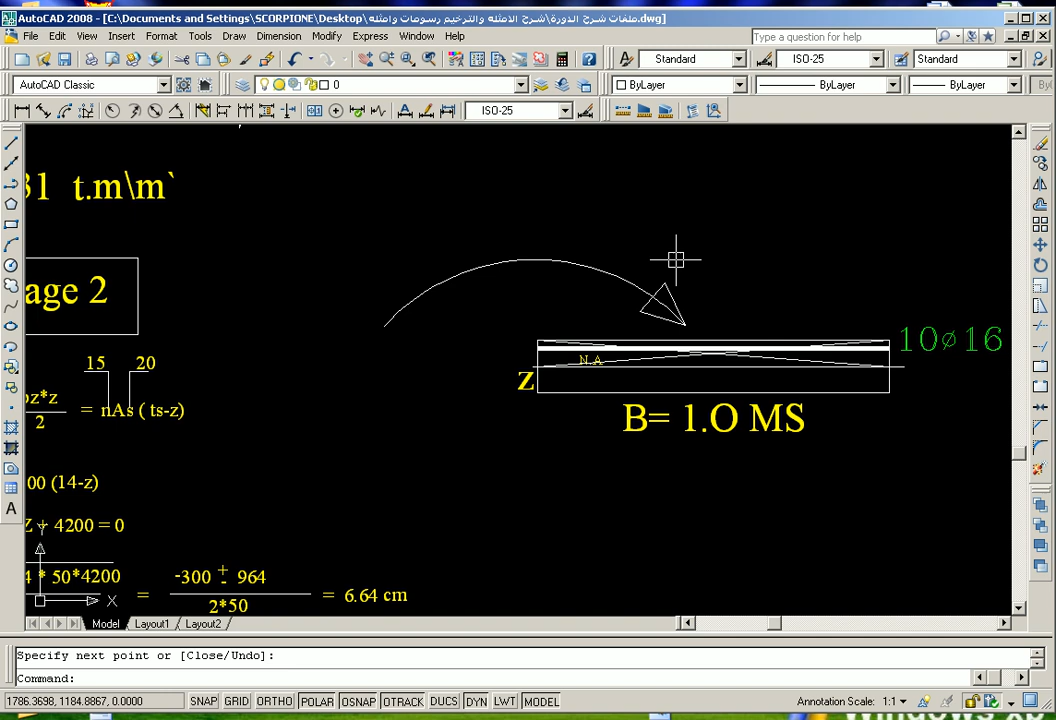 AutoCAD 2008 - [C:\Documents and Settings\SCORPIONE\Desktop\ملفات شرح الدورة\شرح الامثله والترخيم رسومات وامثله.dwg]
File Edit View Insert Format Tools Draw Dimension Modify Express Window Help
Type a question for help
Standard ISO-25 Standard
AutoCAD Classic 0 ByLayer ByLayer ByLayer
ISO-25
31 t.m\m`
age 2
15 20
bz*z
2
= nAs ( ts-z)
00 (14-z)
Z + 4200 = 0
4 * 50*4200
=
-300 + - 964
2*50
= 6.64 cm
10ø16
N.A
Z
B= 1.O MS
Y
X
Model Layout1 Layout2
Specify next point or [Close/Undo]:
Command:
1786.3698, 1184.8867, 0.0000 SNAP GRID ORTHO POLAR OSNAP OTRACK DUCS DYN LWT MODEL Annotation Scale: 1:1